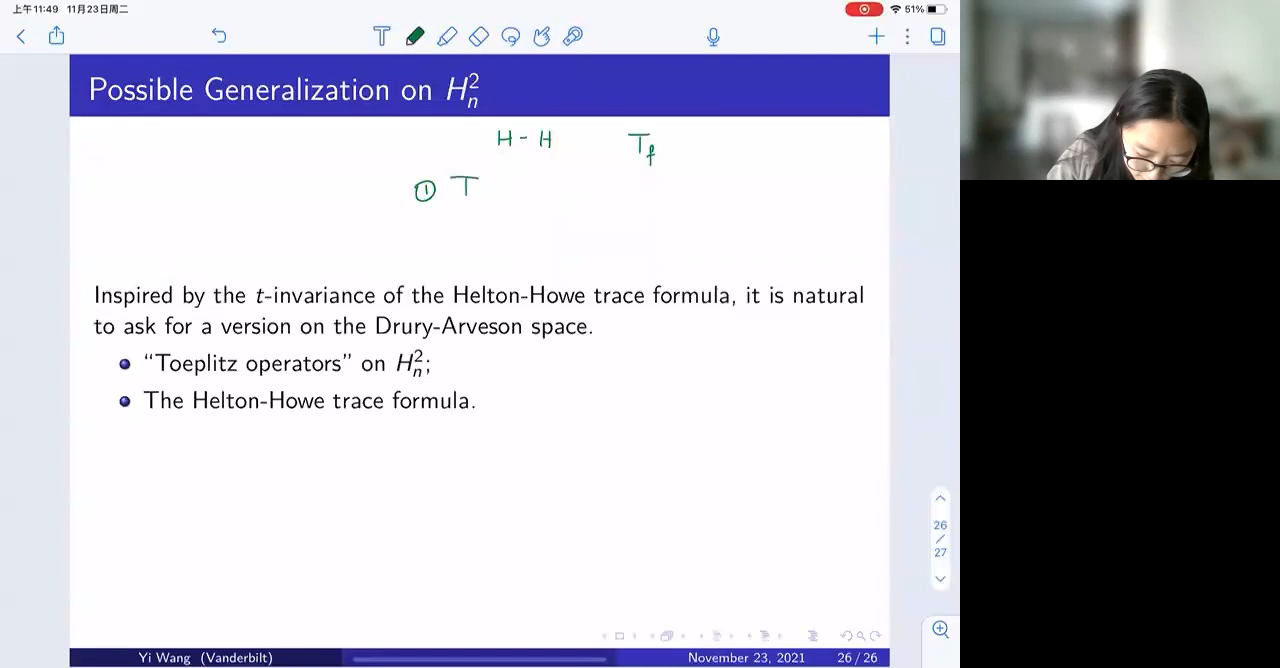 上午11:49 11月23日周二
51%
Possible Generalization on H_n^2
H - H T_f
① T
Inspired by the t-invariance of the Helton-Howe trace formula, it is natural
to ask for a version on the Drury-Arveson space.
“Toeplitz operators” on H_n^2;
The Helton-Howe trace formula.
26
/
27
Yi Wang (Vanderbilt) November 23, 2021 26 / 26